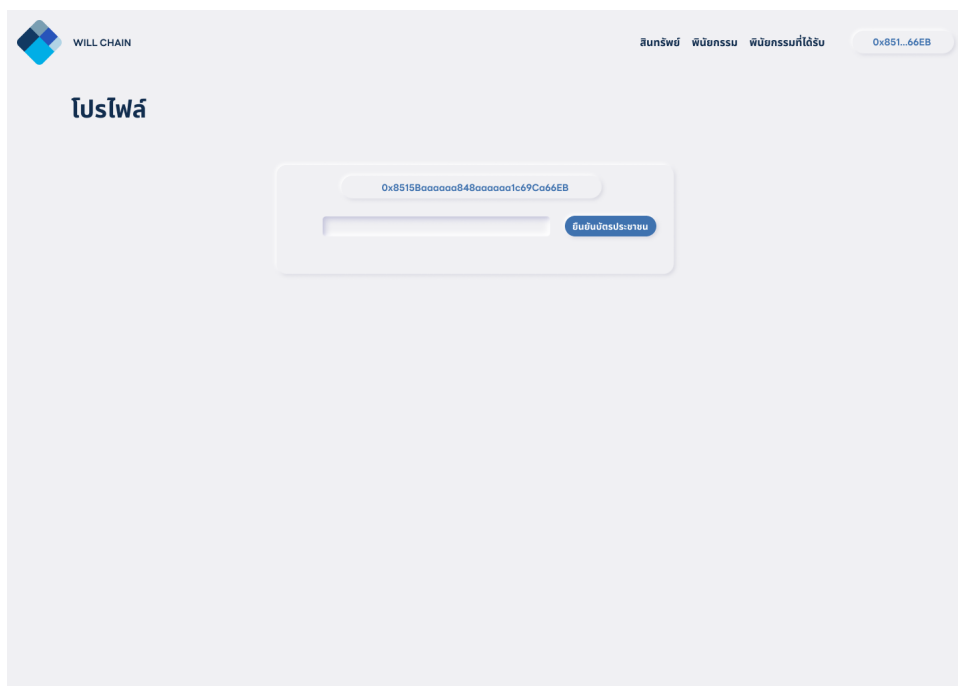 WILL CHAIN
สินทรัพย์ พินัยกรรม พินัยกรรมที่ได้รับ 0x851...66EB
โปรไฟล์
0x8515Baaaaaa848aaaaaa1c69Ca66EB
ยืนยันบัตรประชาชน